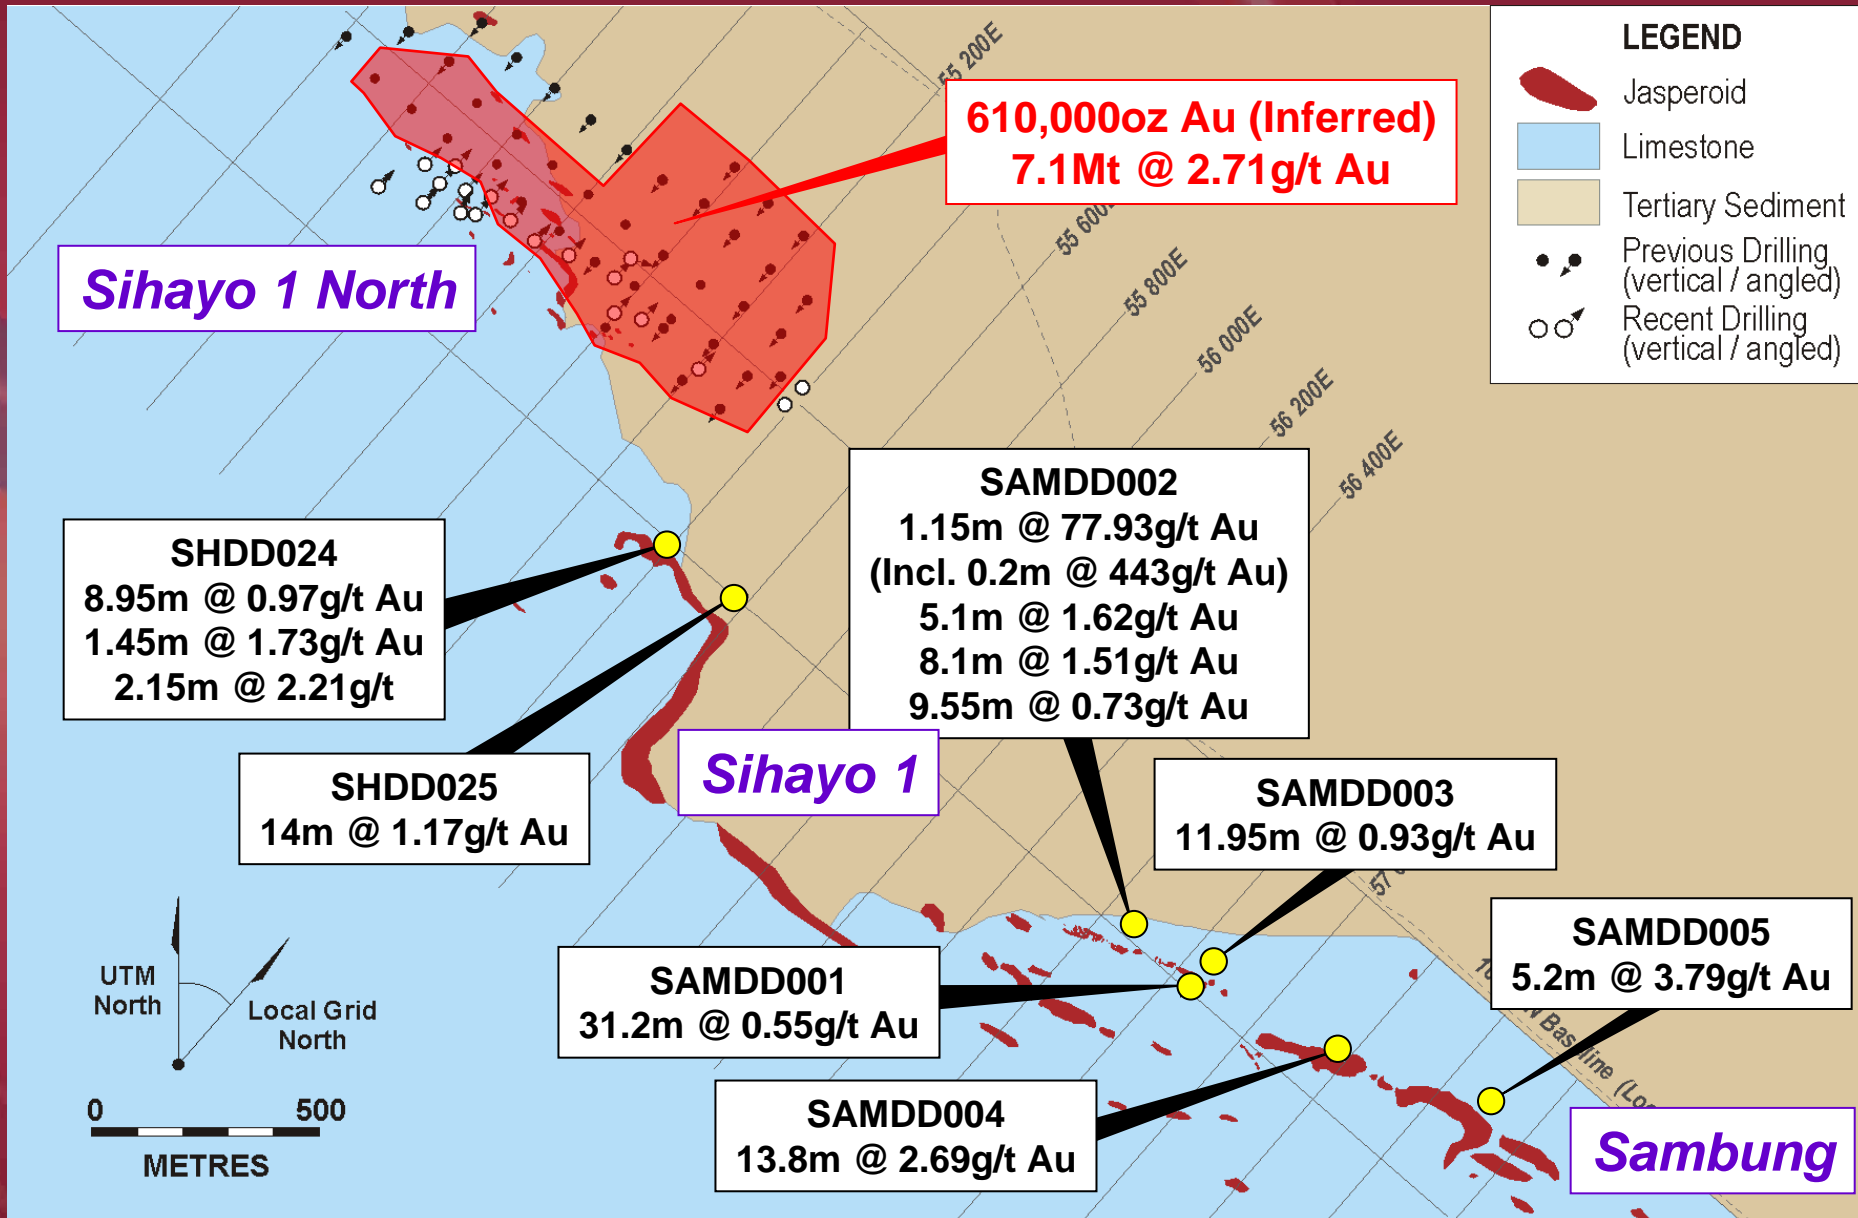 LEGEND
Jasperoid
Limestone
Tertiary Sediment
Previous Drilling
(vertical / angled)
Recent Drilling
(vertical / angled)
55 200E
610,000oz Au (Inferred)
7.1Mt @ 2.71g/t Au
55 600
55 800E
56 000E
56 200E
56 400E
Sihayo 1 North
SHDD024
8.95m @ 0.97g/t Au
1.45m @ 1.73g/t Au
2.15m @ 2.21g/t
SAMDD002
1.15m @ 77.93g/t Au
(Incl. 0.2m @ 443g/t Au)
5.1m @ 1.62g/t Au
8.1m @ 1.51g/t Au
9.55m @ 0.73g/t Au
SHDD025
14m @ 1.17g/t Au
Sihayo 1
SAMDD003
11.95m @ 0.93g/t Au
57
SAMDD005
5.2m @ 3.79g/t Au
SAMDD001
31.2m @ 0.55g/t Au
SAMDD004
13.8m @ 2.69g/t Au
Sambung
UTM
North
Local Grid
North
0 500
METRES